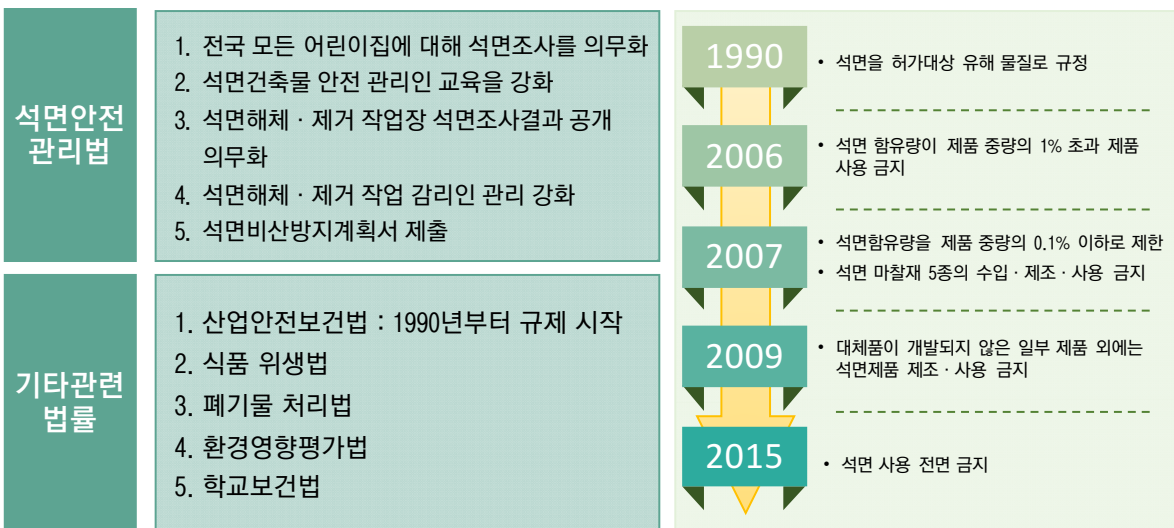 석면안전
관리법
1. 전국 모든 어린이집에 대해 석면조사를 의무화
2. 석면건축물 안전 관리인 교육을 강화
3. 석면해체 · 제거 작업장 석면조사결과 공개
의무화
4. 석면해체 · 제거 작업 감리인 관리 강화
5. 석면비산방지계획서 제출
기타관련
법률
1. 산업안전보건법 : 1990년부터 규제 시작
2. 식품 위생법
3. 폐기물 처리법
4. 환경영향평가법
5. 학교보건법
1990
• 석면을 허가대상 유해 물질로 규정
2006
• 석면 함유량이 제품 중량의 1% 초과 제품
사용 금지
2007
• 석면함유량을 제품 중량의 0.1% 이하로 제한
• 석면 마찰재 5종의 수입 · 제조 · 사용 금지
2009
• 대체품이 개발되지 않은 일부 제품 외에는
석면제품 제조 · 사용 금지
2015
• 석면 사용 전면 금지